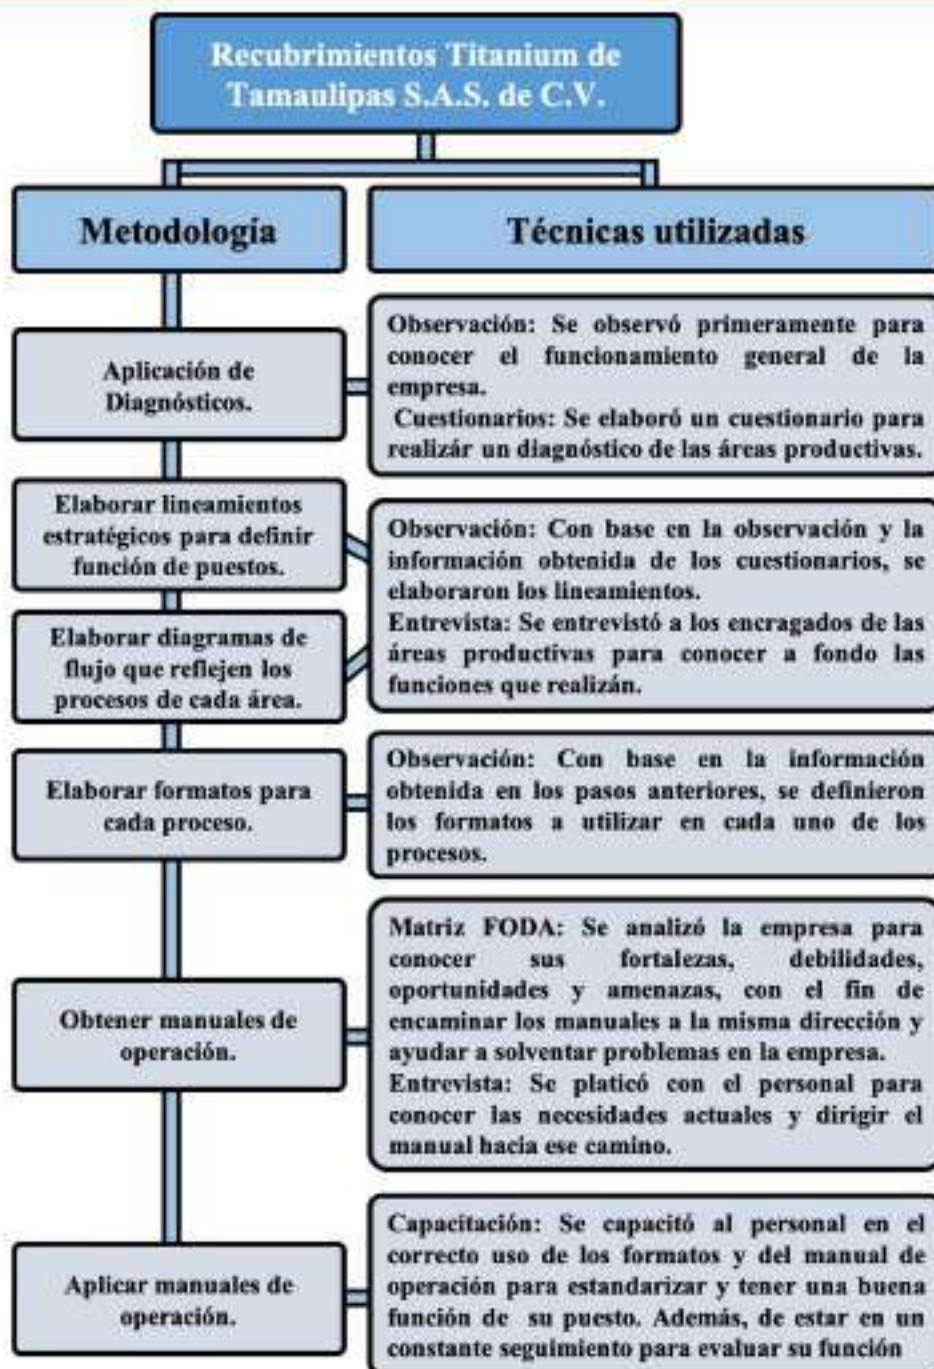 Recubrimientos Titanium de
Tamaulipas S.A.S. de C.V.
Metodología
Técnicas utilizadas
Aplicación de
Diagnósticos.
Observación: Se observó primeramente para
conocer el funcionamiento general de la
empresa.
Cuestionarios: Se elaboró un cuestionario para
realizár un diagnóstico de las áreas productivas.
Elaborar lineamientos
estratégicos para definir
función de puestos.
Elaborar diagramas de
flujo que reflejen los
procesos de cada área.
Observación: Con base en la observación y la
información obtenida de los cuestionarios, se
elaboraron los lineamientos.
Entrevista: Se entrevistó a los encragados de las
áreas productivas para conocer a fondo las
funciones que realizán.
Elaborar formatos para
cada proceso.
Observación: Con base en la información
obtenida en los pasos anteriores, se definieron
los formatos a utilizar en cada uno de los
procesos.
Obtener manuales de
operación.
Matriz FODA: Se analizó la empresa para
conocer sus fortalezas, debilidades,
oportunidades y amenazas, con el fin de
encaminar los manuales a la misma dirección y
ayudar a solventar problemas en la empresa.
Entrevista: Se platicó con el personal para
conocer las necesidades actuales y dirigir el
manual hacia ese camino.
Aplicar manuales de
operación.
Capacitación: Se capacitó al personal en el
correcto uso de los formatos y del manual de
operación para estandarizar y tener una buena
función de su puesto. Además, de estar en un
constante seguimiento para evaluar su función